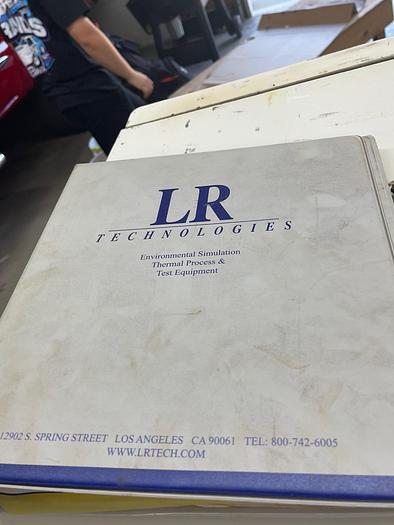 LR
TECHNOLOGIES
Environmental Simulation
Thermal Process &
Test Equipment
12902 S. SPRING STREET LOS ANGELES CA 90061 TEL: 800-742-6005
WWW.LRTECH.COM